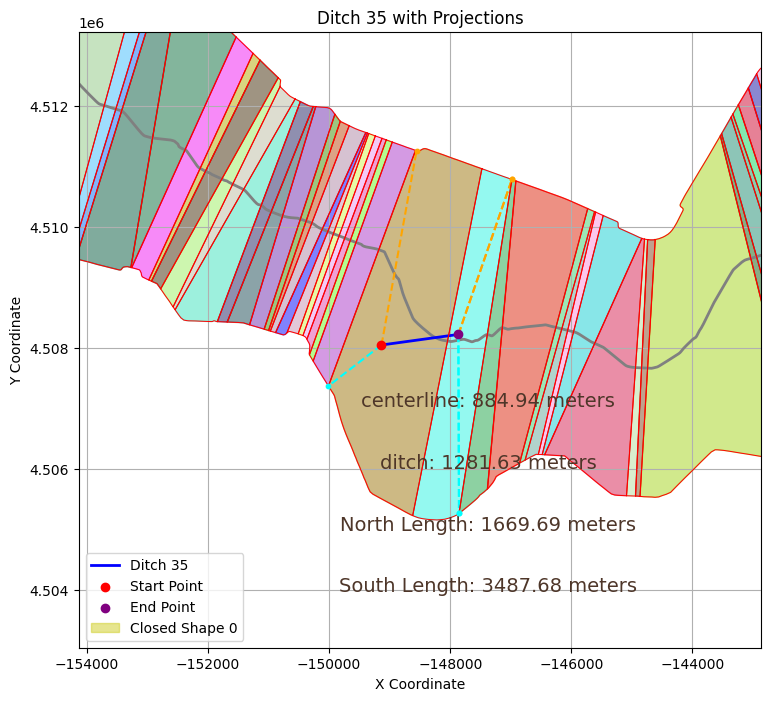 Ditch 35 with Projections
1e6
4.512
4.510
4.508
4.506
4.504
Y Coordinate
centerline: 884.94 meters
ditch: 1281.63 meters
North Length: 1669.69 meters
South Length: 3487.68 meters
Ditch 35
Start Point
End Point
Closed Shape 0
−154000 −152000 −150000 −148000 −146000 −144000
X Coordinate